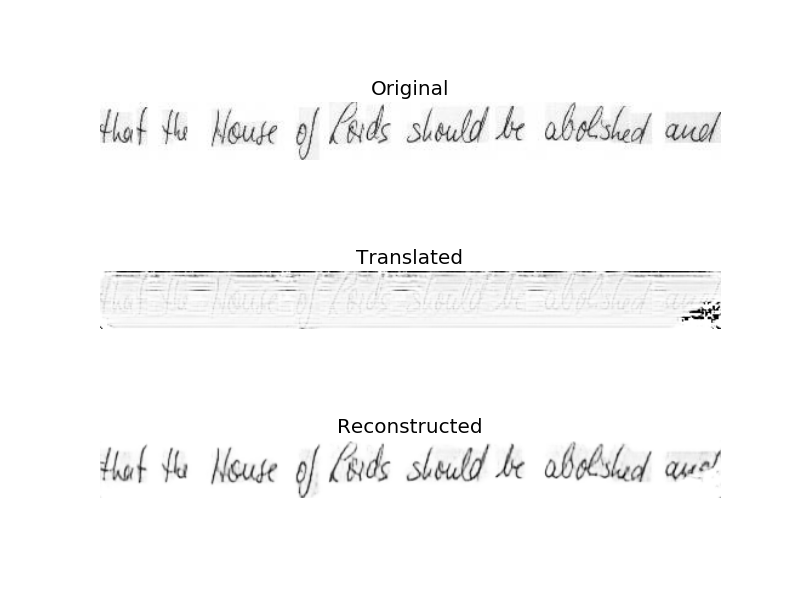 Original
that the House of Lords should be abolished and
Translated
that the House of Lords should be abolished and
Reconstructed
that the House of Lords should be abolished and